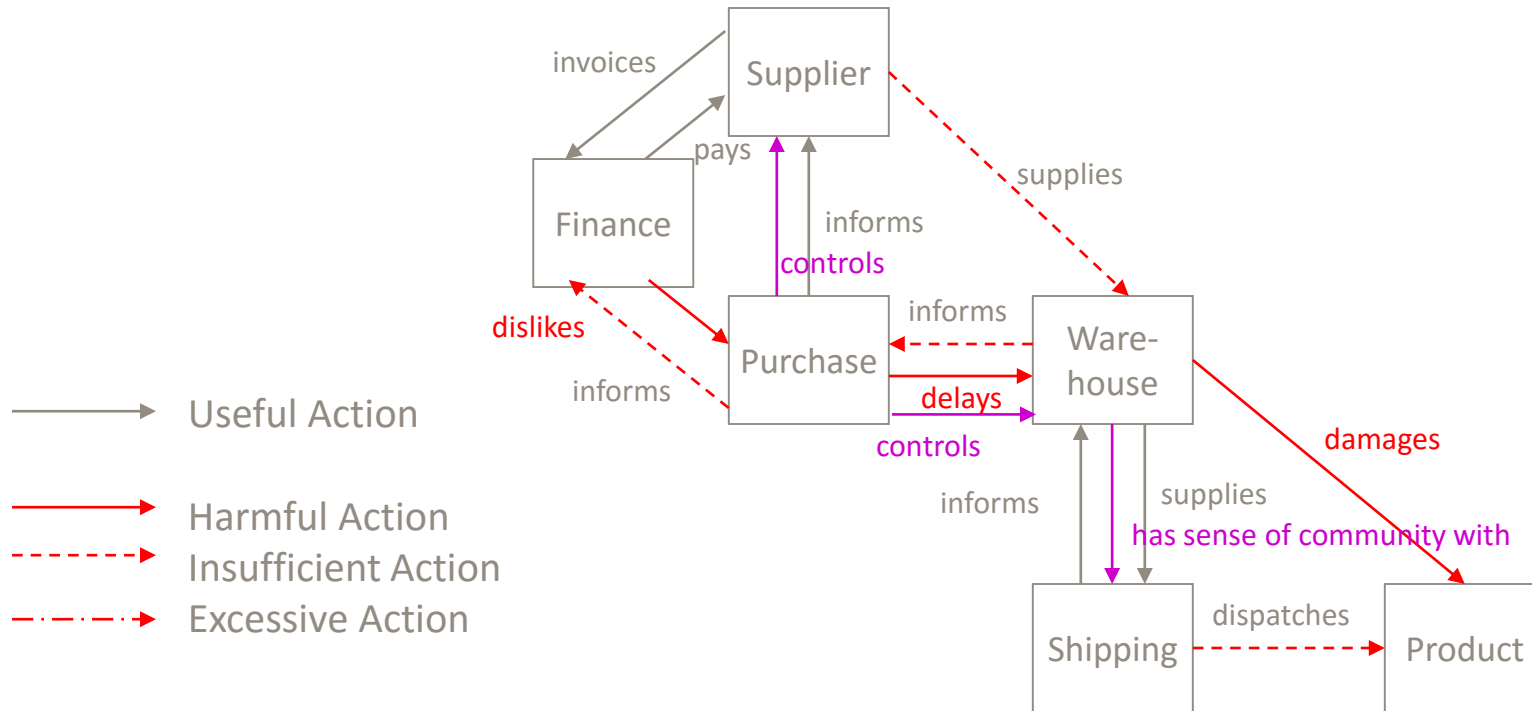 invoices
Supplier
pays
supplies
Finance
informs
controls
dislikes
informs
Purchase
informs
Ware-
house
delays
controls
informs
damages
supplies
has sense of community with
Shipping
dispatches
Product
Useful Action
Harmful Action
Insufficient Action
Excessive Action